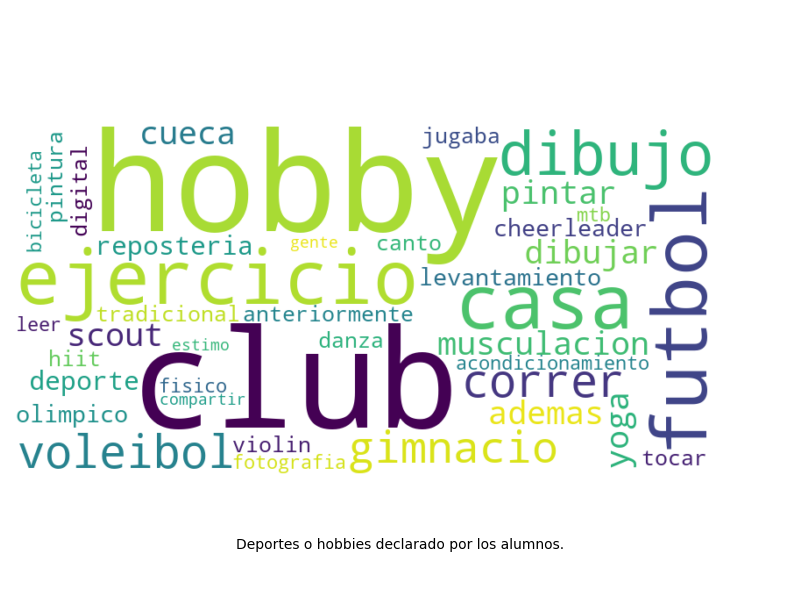 hobby
cueca
jugaba
dibujo
bicicleta
pintura
digital
pintar
mtb
cheerleader
futbol
reposteria
gente
canto
dibujar
ejercicio
levantamiento
casa
tradicional
anteriormente
leer
scout
estimo
danza
musculacion
hiit
club
acondicionamiento
deporte
fisico
correr
compartir
olimpico
ademas
yoga
voleibol
violin
gimnacio
fotografia
tocar
Deportes o hobbies declarado por los alumnos.